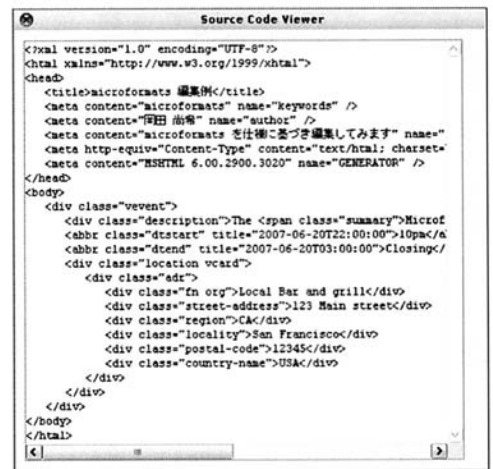 Source Code Viewer
<?xml version="1.0" encoding="UTF-8"?>
<html xmlns="http://www.w3.org/1999/xhtml">
<head>
<title>microformats 編集例</title>
<meta content="microformats" name="keywords" />
<meta content="岡田 尚希" name="author" />
<meta content="microformats を仕様に基づき編集してみます" name="
<meta http-equiv="Content-Type" content="text/html; charset=
<meta content="MSHTML 6.00.2900.3020" name="GENERATOR" />
</head>
<body>
<div class="vevent">
<div class="description">The <span class="summary">Microf
<abbr class="dtstart" title="2007-06-20T22:00:00">10pm</a
<abbr class="dtend" title="2007-06-20T03:00:00">Closing</
<div class="location vcard">
<div class="adr">
<div class="fn org">Local Bar and grill</div>
<div class="street-address">123 Main street</div>
<div class="region">CA</div>
<div class="locality">San Francisco</div>
<div class="postal-code">12345</div>
<div class="country-name">USA</div>
</div>
</div>
</div>
</body>
</html>